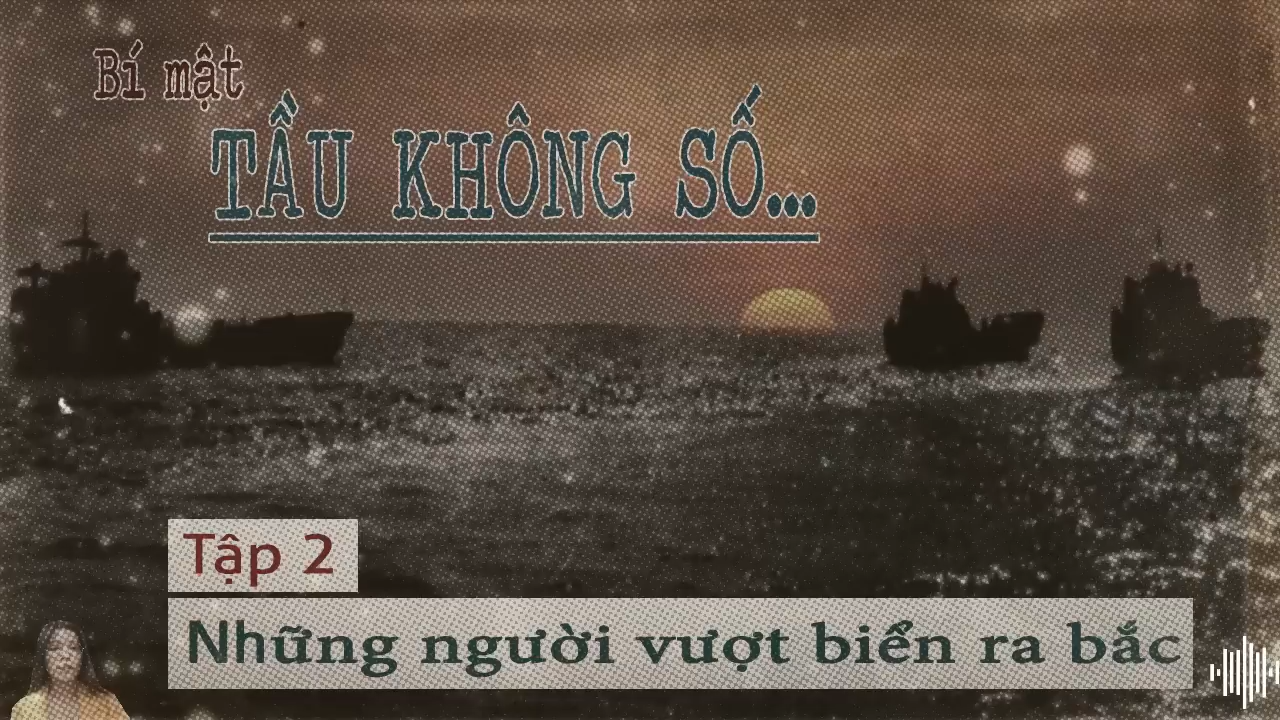 Bí mật
TẦU KHÔNG SỐ...
Tập 2
Những người vượt biển ra bắc